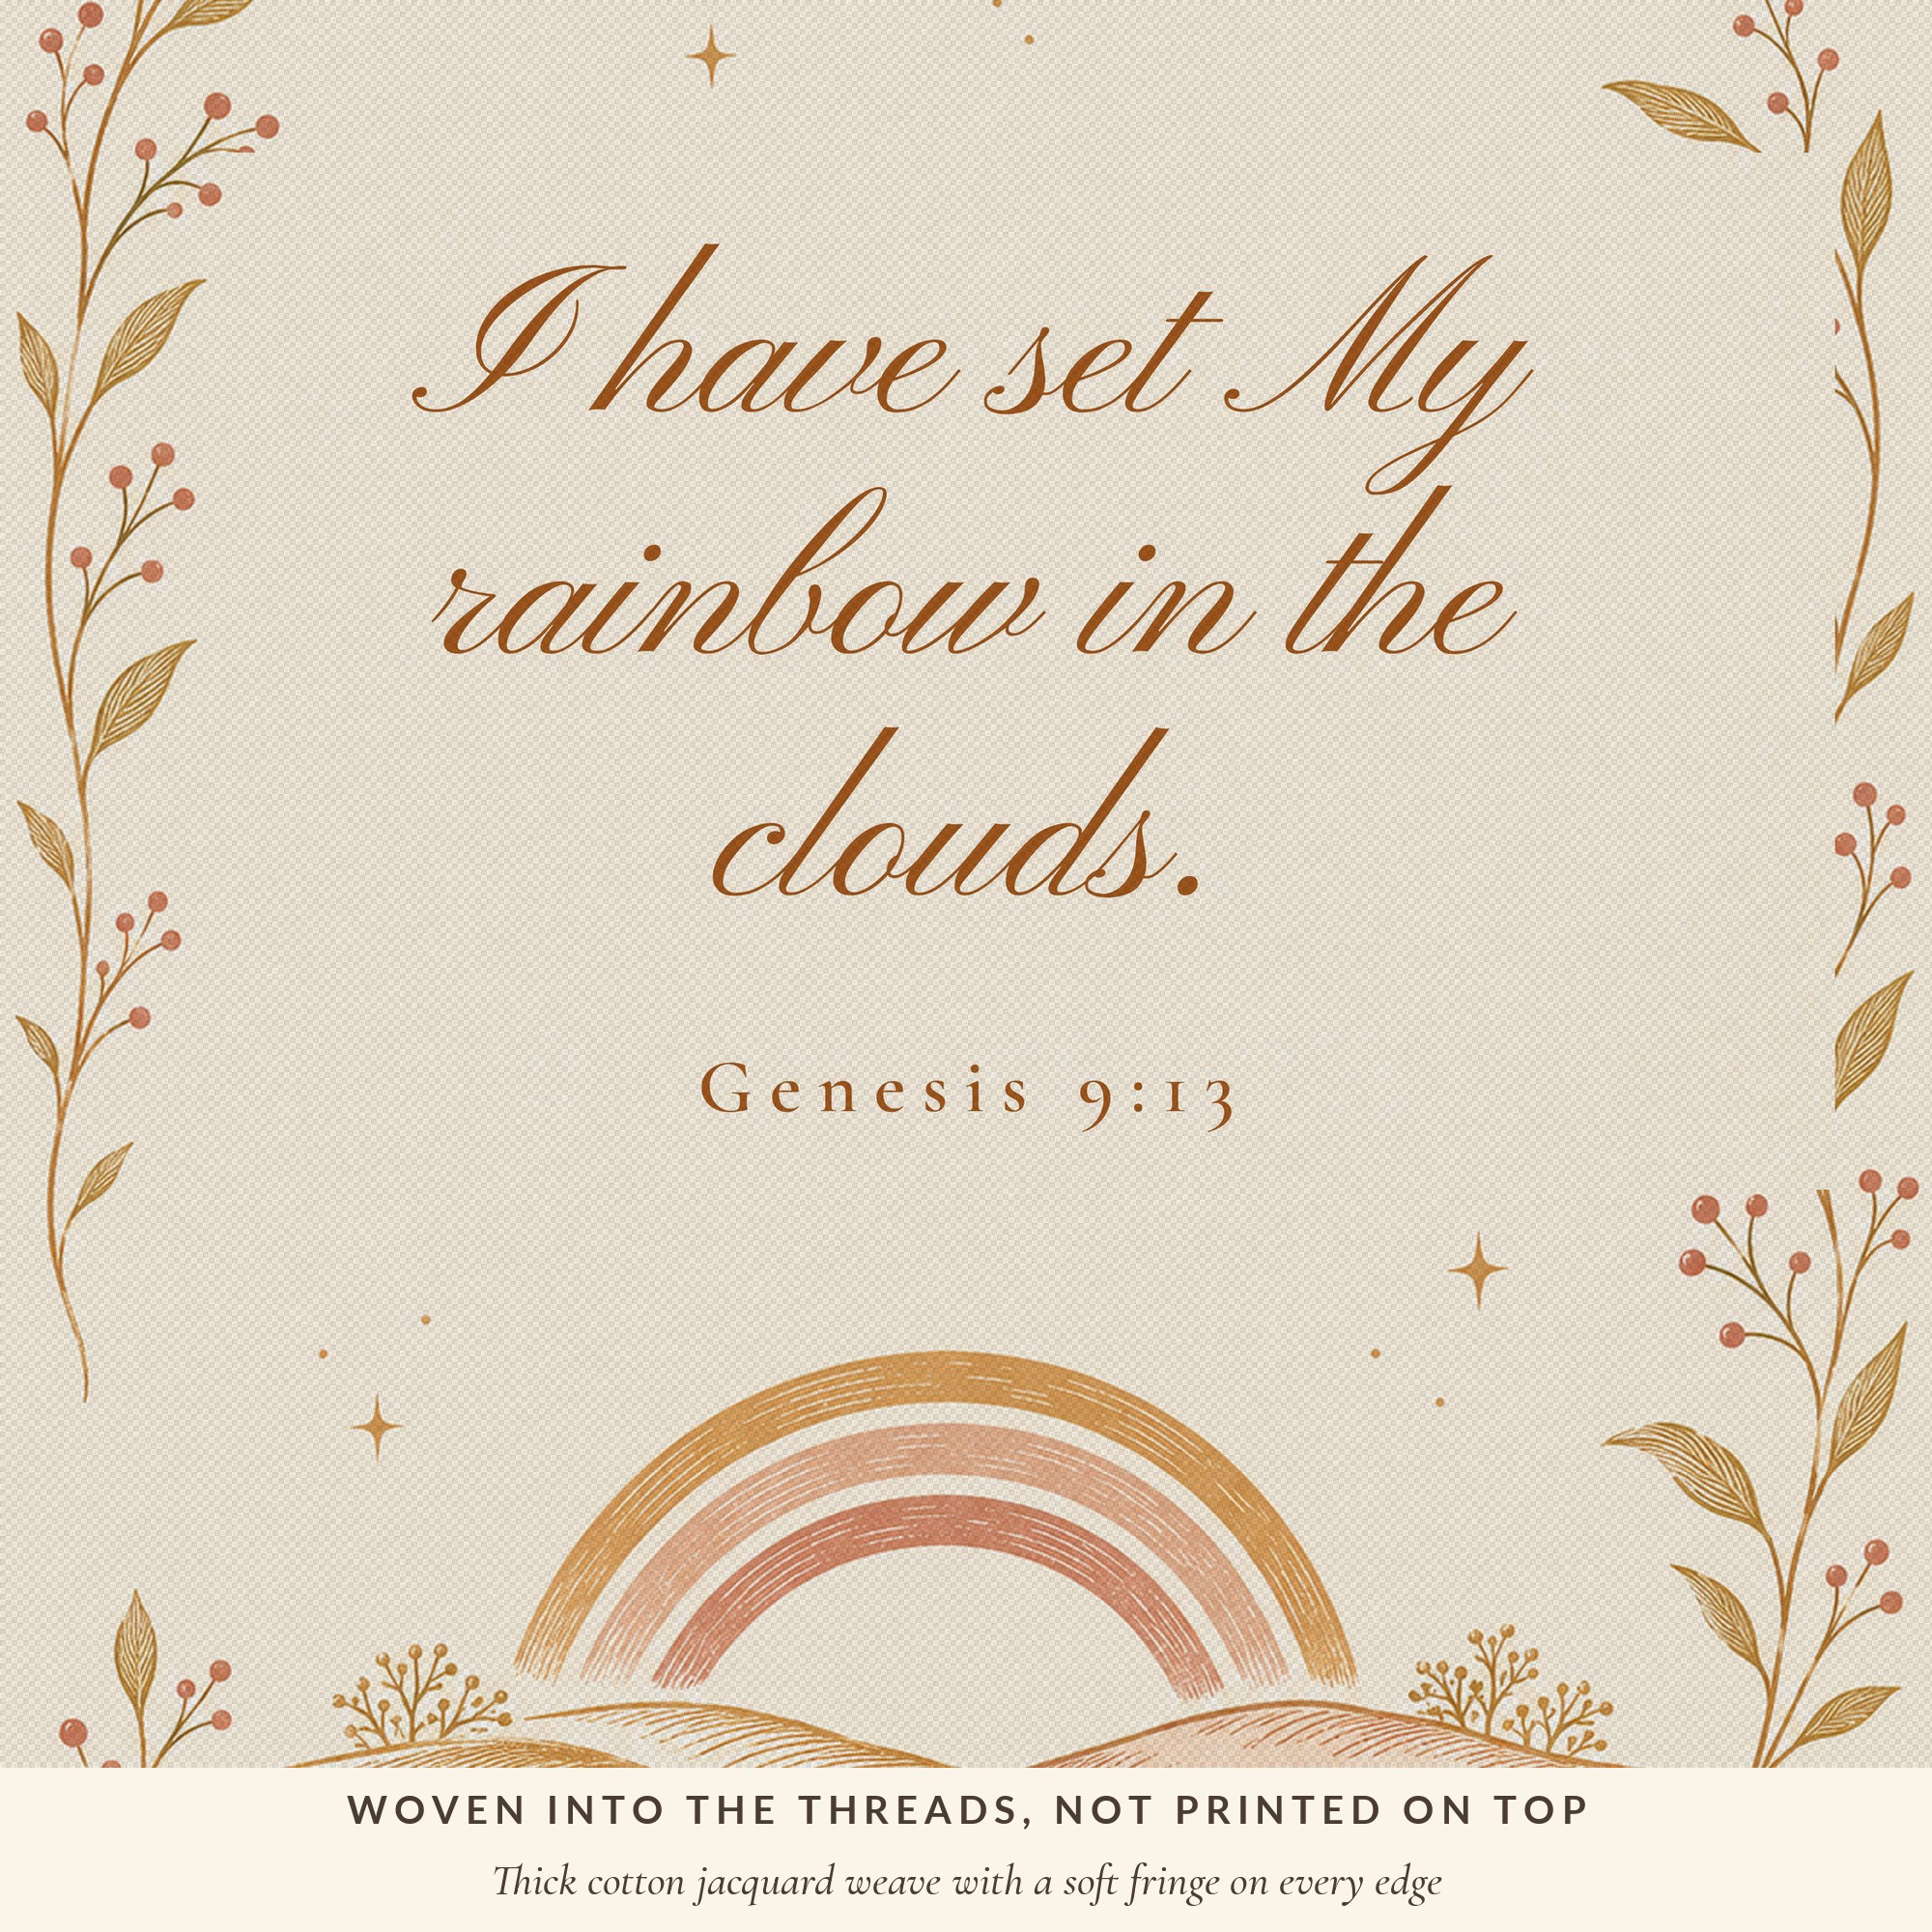 I have set My
rainbow in the
clouds.
Genesis 9:13
WOVEN INTO THE THREADS, NOT PRINTED ON TOP
Thick cotton jacquard weave with a soft fringe on every edge